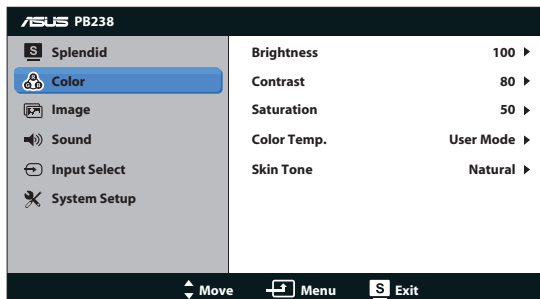 ASUS PB238
S Splendid
Color
Image
Sound
Input Select
System Setup
Brightness 100
Contrast 80
Saturation 50
Color Temp. User Mode
Skin Tone Natural
Move Menu S Exit